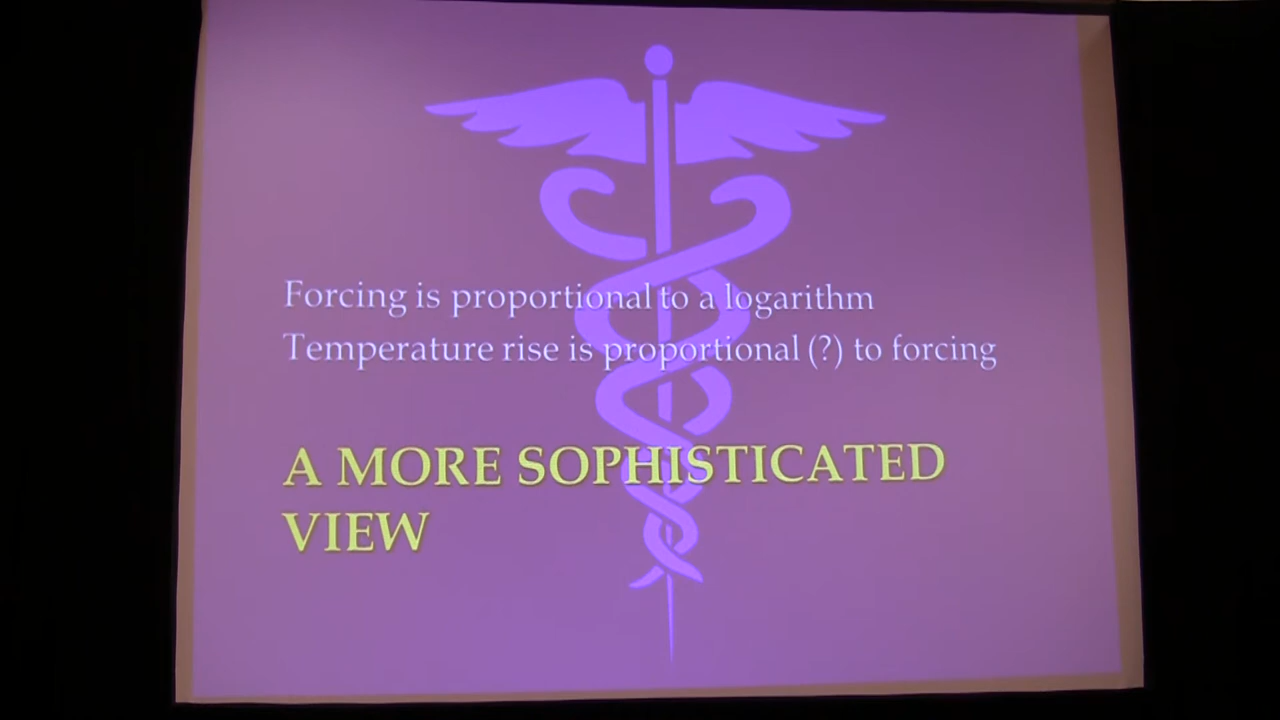 Forcing is proportional to a logarithm
Temperature rise is proportional (?) to forcing
A MORE SOPHISTICATED
VIEW